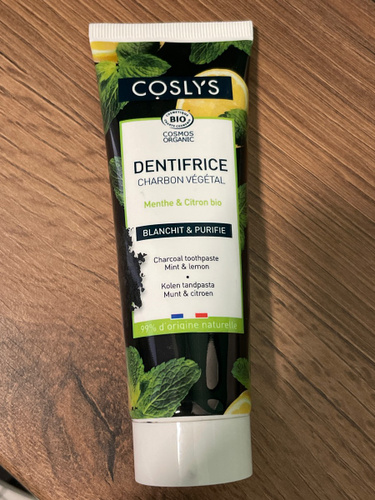 COSLYS
BIO
COSMOS
ORGANIC
DENTIFRICE
CHARBON VÉGÉTAL
Menthe & Citron bio
BLANCHIT & PURIFIE
Charcoal toothpaste
Mint & lemon
•
Kolen tandpasta
Munt & citroen
99% d'origine naturelle